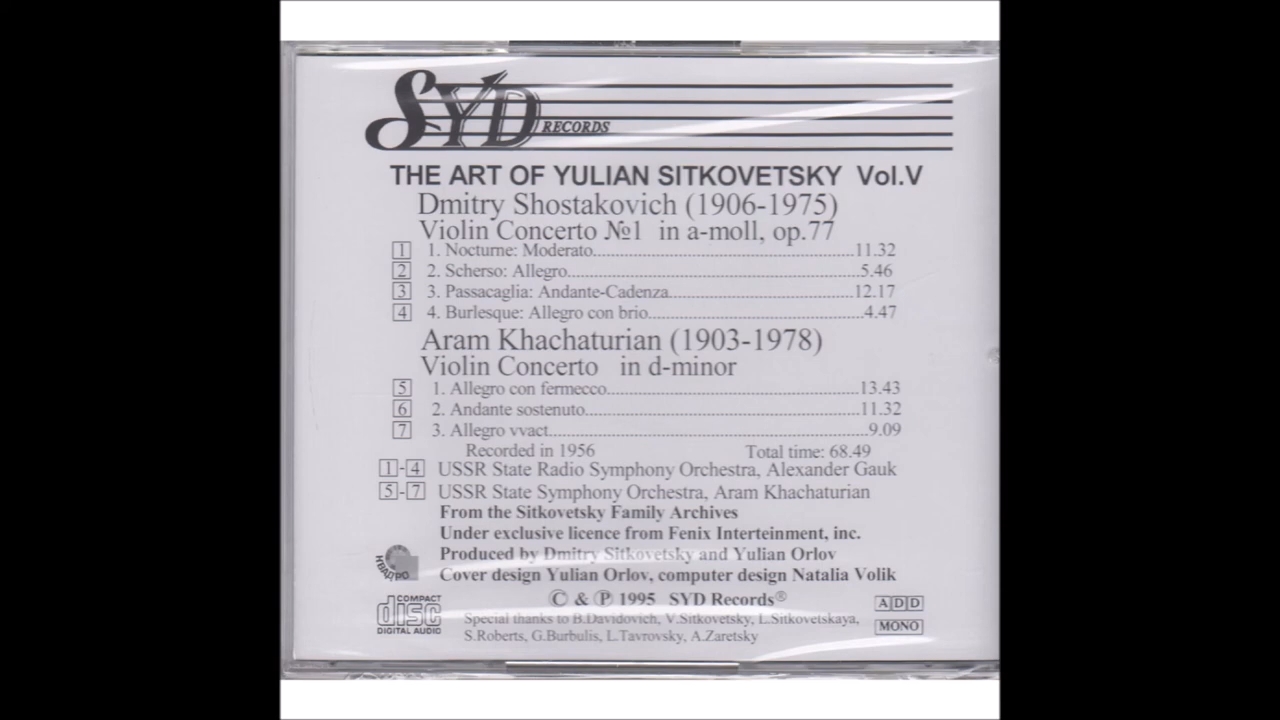 SYD RECORDS
THE ART OF YULIAN SITKOVETSKY Vol.V
Dmitry Shostakovich (1906-1975)
Violin Concerto №1 in a-moll, op.77
1 1. Nocturne: Moderato...11.32
2 2. Scherso: Allegro...5.46
3 3. Passacaglia: Andante-Cadenza...12.17
4 4. Burlesque: Allegro con brio...4.47
Aram Khachaturian (1903-1978)
Violin Concerto in d-minor
5 1. Allegro con fermecco...13.43
6 2. Andante sostenuto...11.32
7 3. Allegro vvact...9.09
Recorded in 1956 Total time: 68.49
1-4 USSR State Radio Symphony Orchestra, Alexander Gauk
5-7 USSR State Symphony Orchestra, Aram Khachaturian
From the Sitkovetsky Family Archives
Under exclusive licence from Fenix Interteinment, inc.
Produced by Dmitry Sitkovetsky and Yulian Orlov
Cover design Yulian Orlov, computer design Natalia Volik
КВАДРО
© & ℗ 1995 SYD Records®
COMPACT disc DIGITAL AUDIO
Special thanks to B.Davidovich, V.Sitkovetsky, L.Sitkovetskaya,
S.Roberts, G.Burbulis, L.Tavrovsky, A.Zaretsky
ADD
MONO